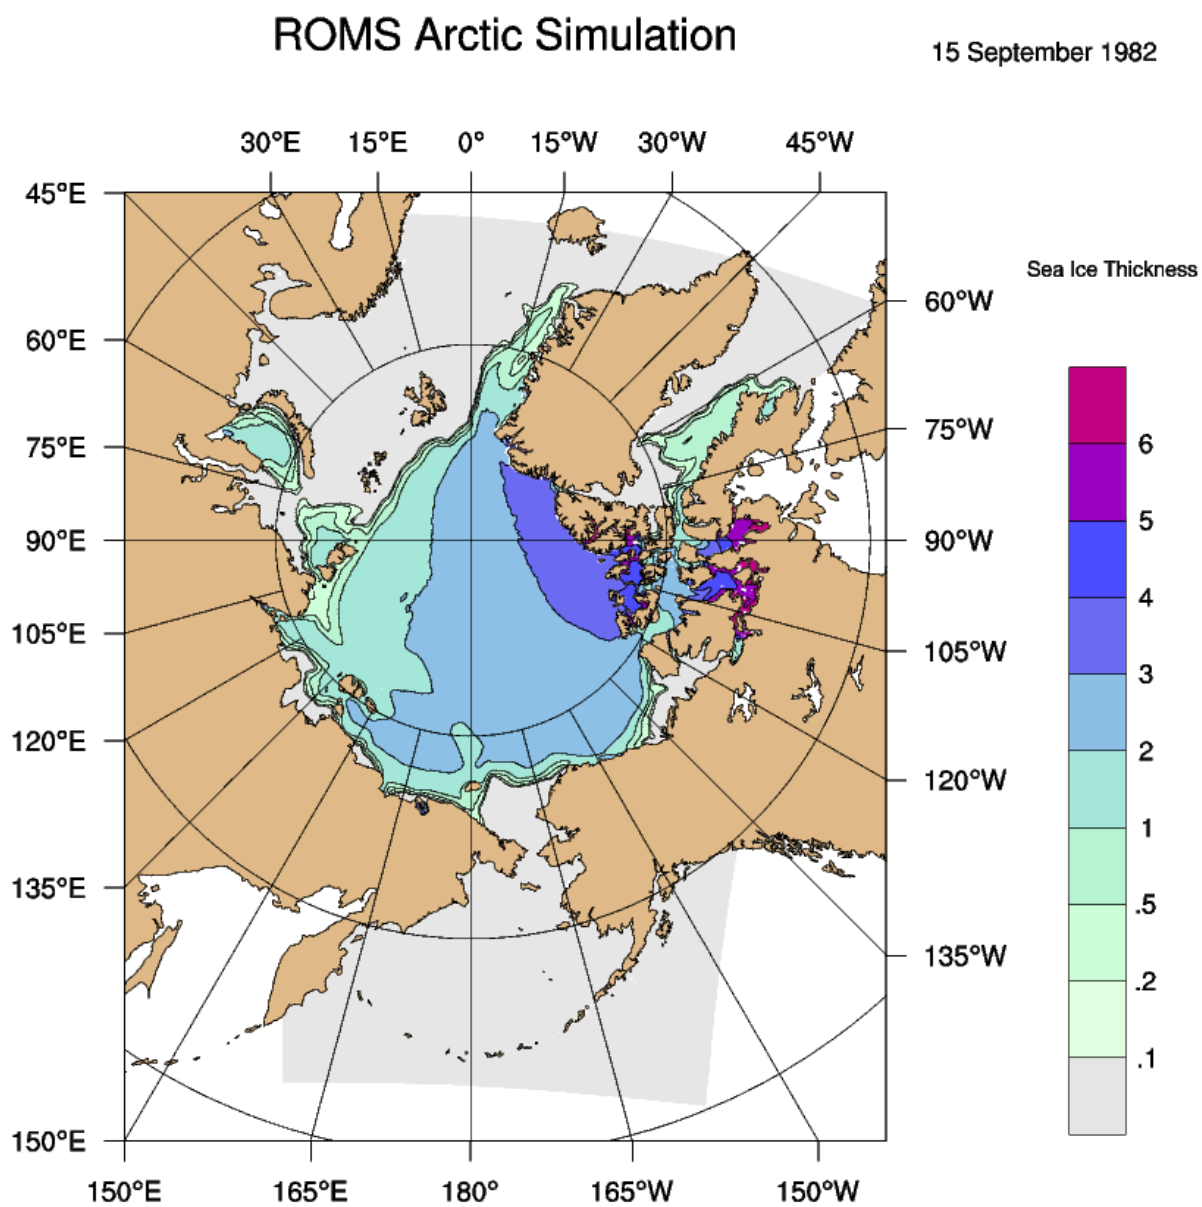 ROMS Arctic Simulation
15 September 1982
30°E 15°E 0° 15°W 30°W 45°W
45°E
Sea Ice Thickness
60°W
60°E
75°W
75°E
6
5
90°E
90°W
4
105°E
105°W
3
120°E
2
120°W
1
135°E
.5
135°W
.2
.1
150°E
150°E 165°E 180° 165°W 150°W